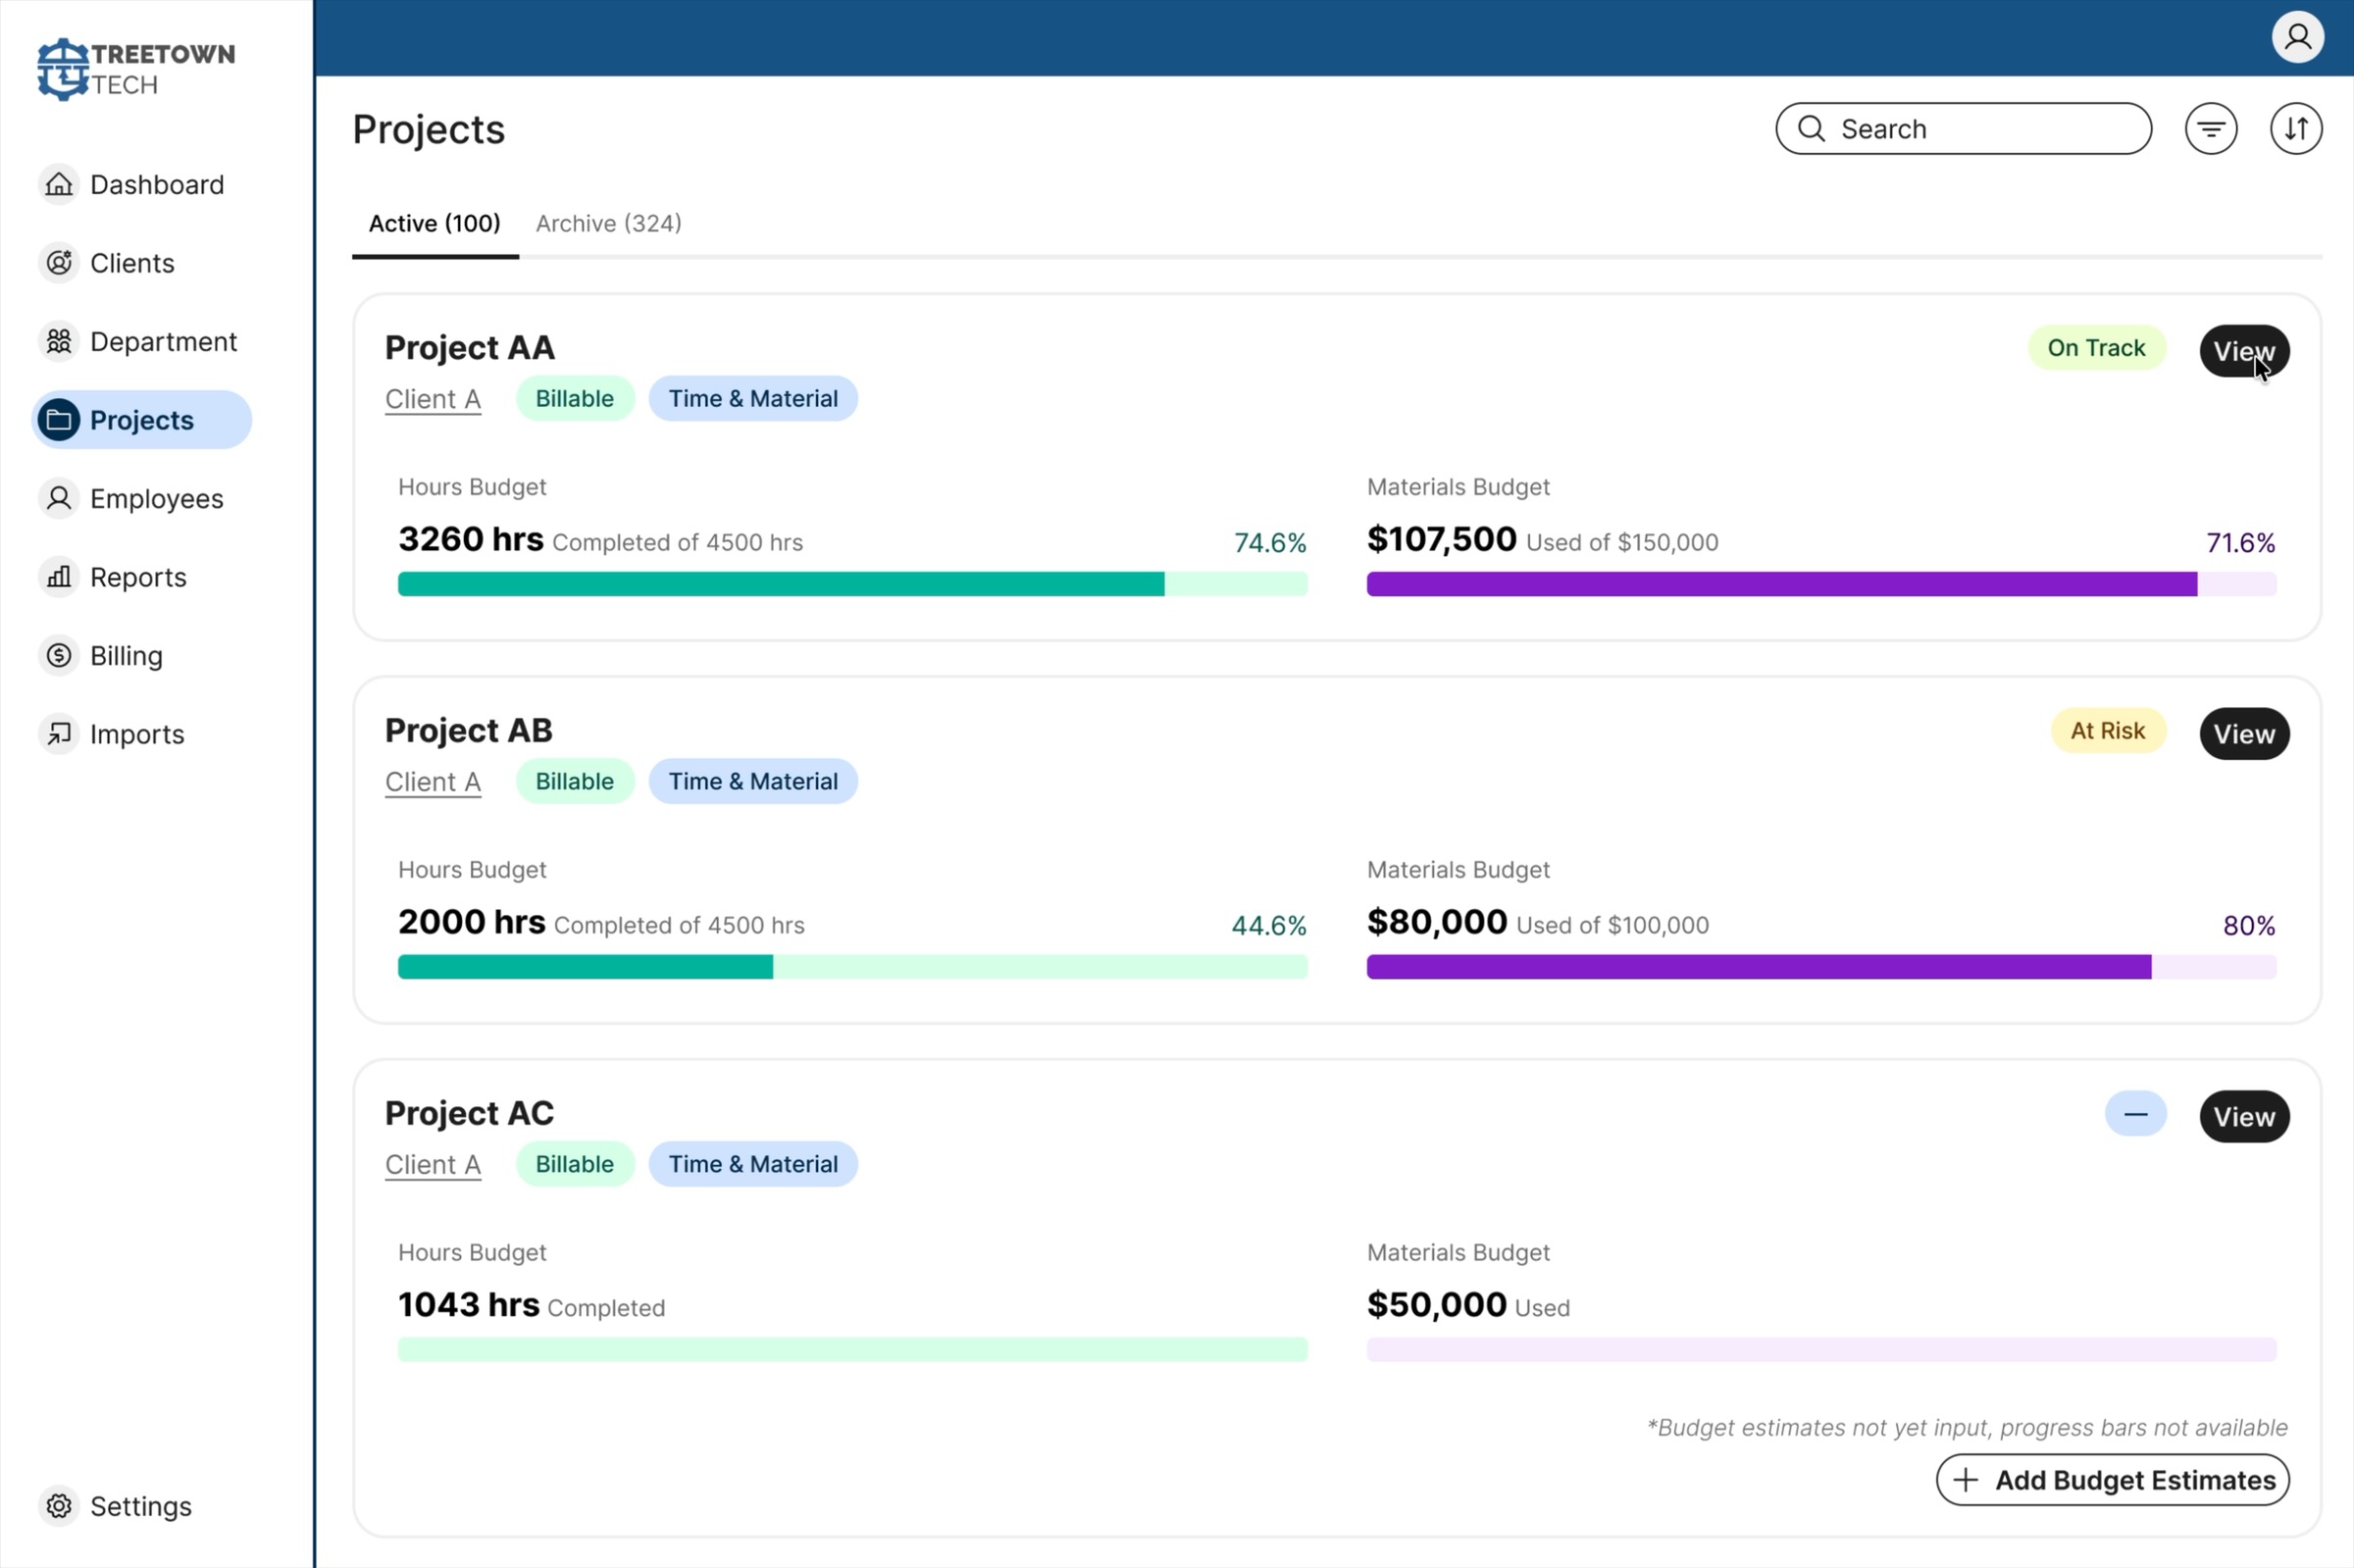 TREETOWN
TECH
Dashboard
Clients
Department
Projects
Employees
Reports
Billing
Imports
Settings
Projects
Search
Active (100) Archive (324)
Project AA
On Track
View
Client A Billable Time & Material
Hours Budget
3260 hrs Completed of 4500 hrs 74.6%
Materials Budget
$107,500 Used of $150,000 71.6%
Project AB
At Risk
View
Client A Billable Time & Material
Hours Budget
2000 hrs Completed of 4500 hrs 44.6%
Materials Budget
$80,000 Used of $100,000 80%
Project AC
—
View
Client A Billable Time & Material
Hours Budget
1043 hrs Completed
Materials Budget
$50,000 Used
*Budget estimates not yet input, progress bars not available
+ Add Budget Estimates